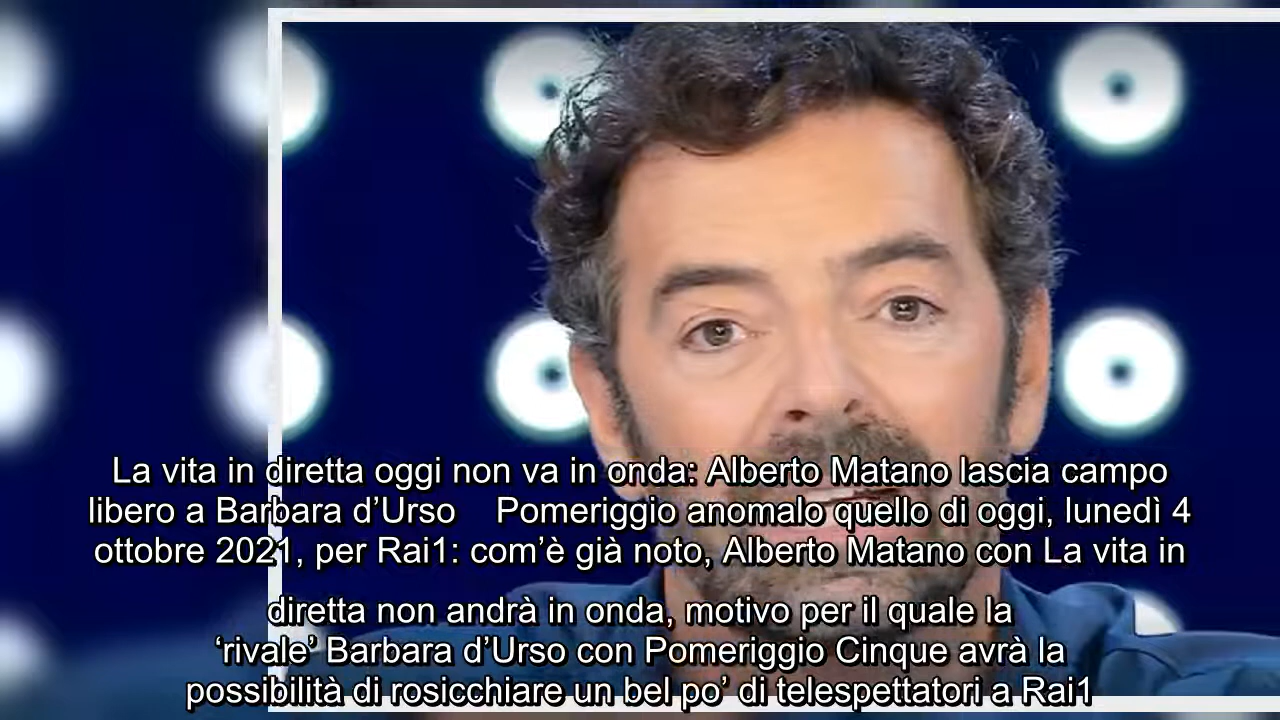 La vita in diretta oggi non va in onda: Alberto Matano lascia campo
libero a Barbara d’Urso    Pomeriggio anomalo quello di oggi, lunedì 4
ottobre 2021, per Rai1: com’è già noto, Alberto Matano con La vita in
diretta non andrà in onda, motivo per il quale la
‘rivale’ Barbara d’Urso con Pomeriggio Cinque avrà la
possibilità di rosicchiare un bel po’ di telespettatori a Rai1